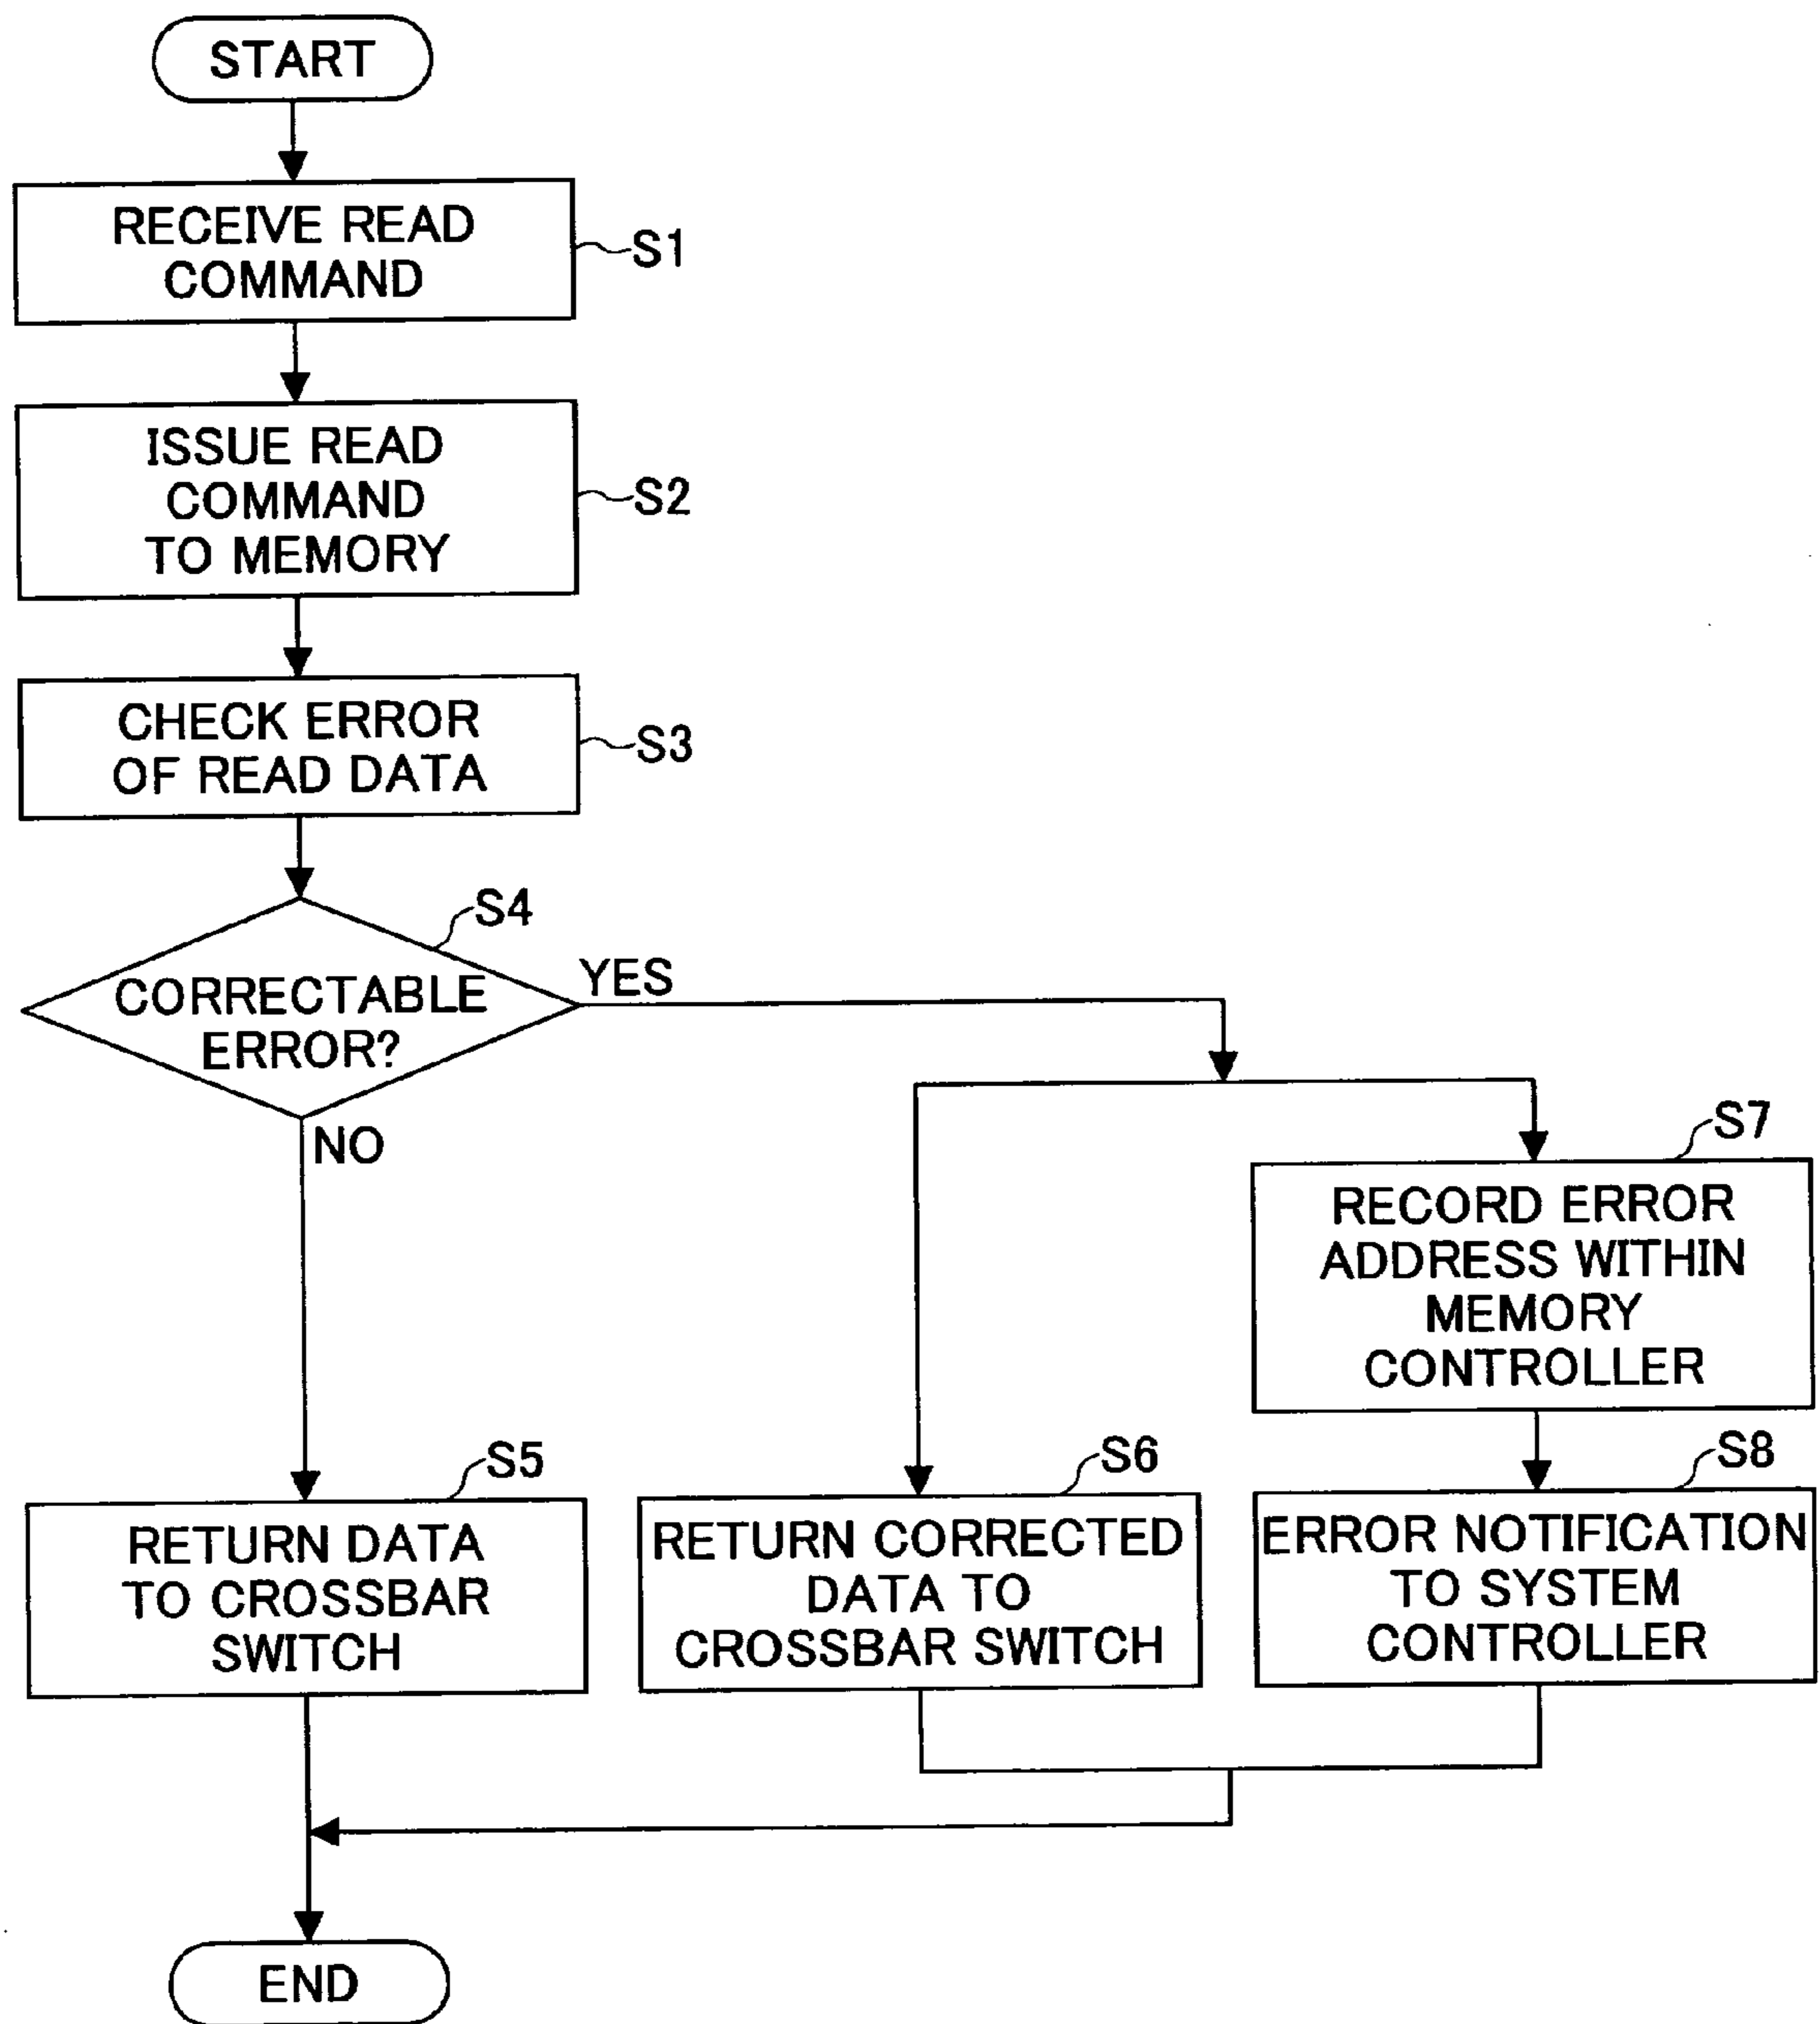 START
RECEIVE READ
COMMAND
S1
ISSUE READ
COMMAND
TO MEMORY
S2
CHECK ERROR
OF READ DATA
S3
S4
CORRECTABLE
ERROR?
YES
NO
S7
RECORD ERROR
ADDRESS WITHIN
MEMORY
CONTROLLER
S5
RETURN DATA
TO CROSSBAR
SWITCH
S6
RETURN CORRECTED
DATA TO
CROSSBAR SWITCH
S8
ERROR NOTIFICATION
TO SYSTEM
CONTROLLER
END